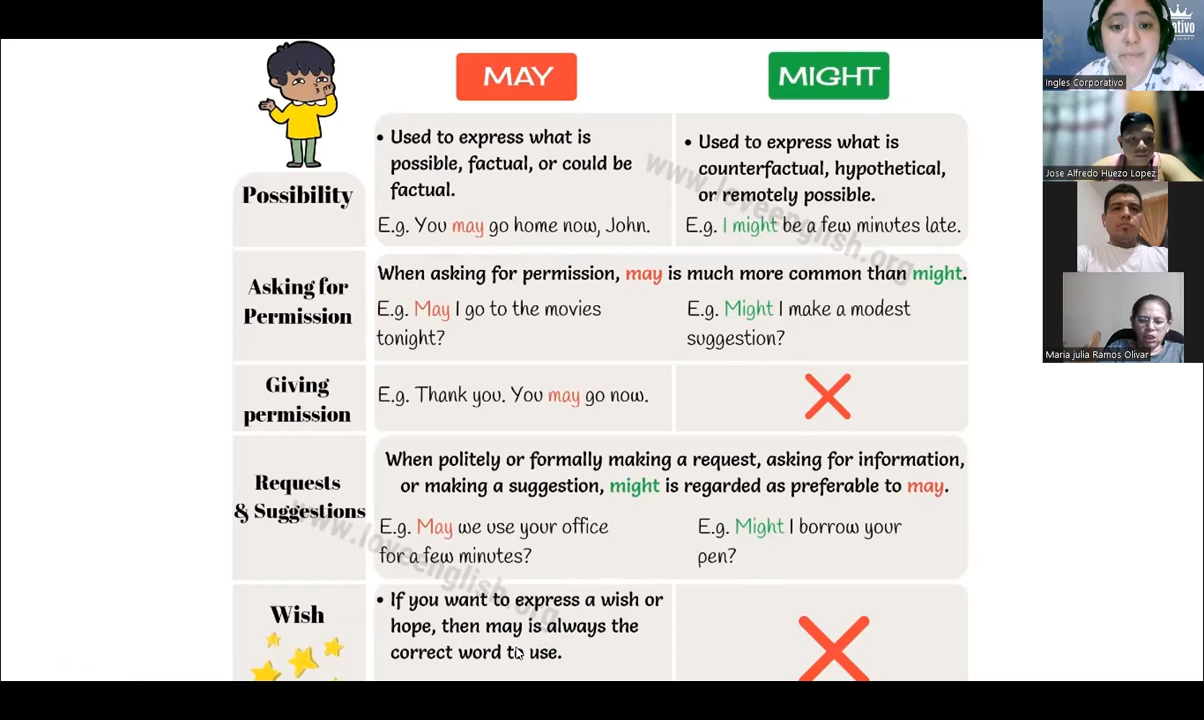 MAY
MIGHT
Possibility
• Used to express what is
possible, factual, or could be
factual.
E.g. You may go home now, John.
• Used to express what is
counterfactual, hypothetical,
or remotely possible.
E.g. I might be a few minutes late.
Asking for
Permission
When asking for permission, may is much more common than might.
E.g. May I go to the movies
tonight?
E.g. Might I make a modest
suggestion?
Giving
permission
E.g. Thank you. You may go now.
Requests
& Suggestions
When politely or formally making a request, asking for information,
or making a suggestion, might is regarded as preferable to may.
E.g. May we use your office
for a few minutes?
E.g. Might I borrow your
pen?
Wish
• If you want to express a wish or
hope, then may is always the
correct word to use.
www.loveenglish.org
www.loveenglish.org
Ingles Corporativo
Jose Alfredo Huezo Lopez
Maria julia Ramos Olivar